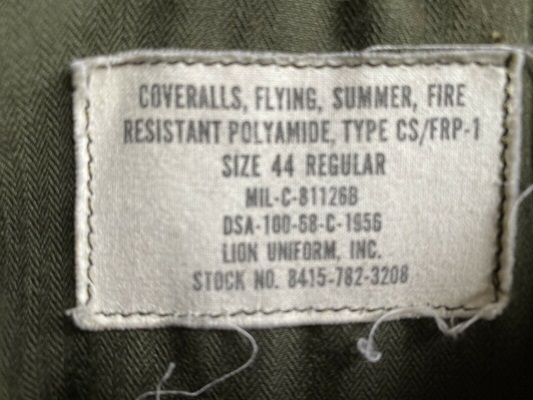 COVERALLS, FLYING, SUMMER, FIRE
RESISTANT POLYAMIDE, TYPE CS/FRP-1
SIZE 44 REGULAR
MIL-C-81126B
DSA-100-68-C-1956
LION UNIFORM, INC.
STOCK NO. 8415-782-3208